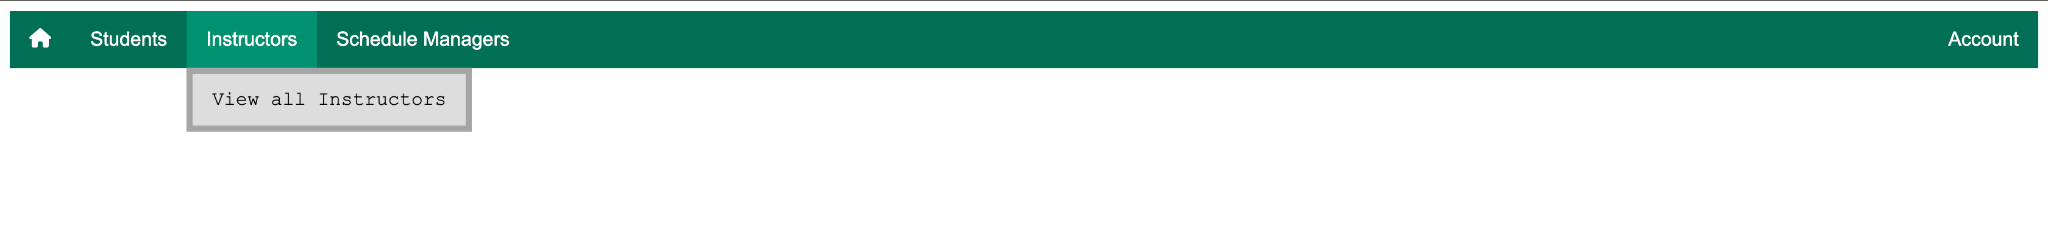 Students Instructors Schedule Managers Account
View all Instructors